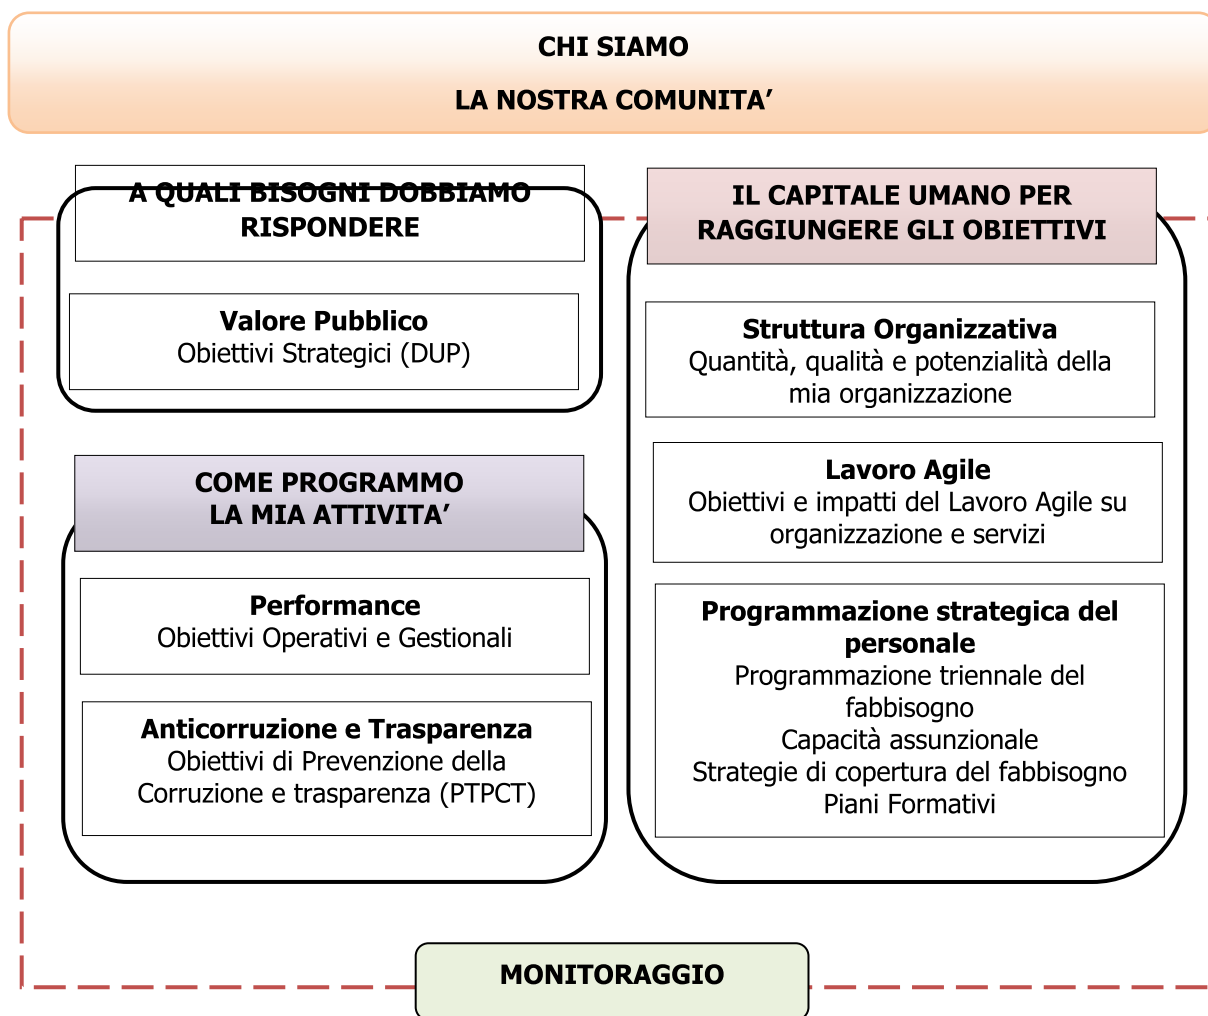 CHI SIAMO
LA NOSTRA COMUNITA’
A QUALI BISOGNI DOBBIAMO
RISPONDERE
Valore Pubblico
Obiettivi Strategici (DUP)
COME PROGRAMMO
LA MIA ATTIVITA’
Performance
Obiettivi Operativi e Gestionali
Anticorruzione e Trasparenza
Obiettivi di Prevenzione della
Corruzione e trasparenza (PTPCT)
IL CAPITALE UMANO PER
RAGGIUNGERE GLI OBIETTIVI
Struttura Organizzativa
Quantità, qualità e potenzialità della
mia organizzazione
Lavoro Agile
Obiettivi e impatti del Lavoro Agile su
organizzazione e servizi
Programmazione strategica del
personale
Programmazione triennale del
fabbisogno
Capacità assunzionale
Strategie di copertura del fabbisogno
Piani Formativi
MONITORAGGIO